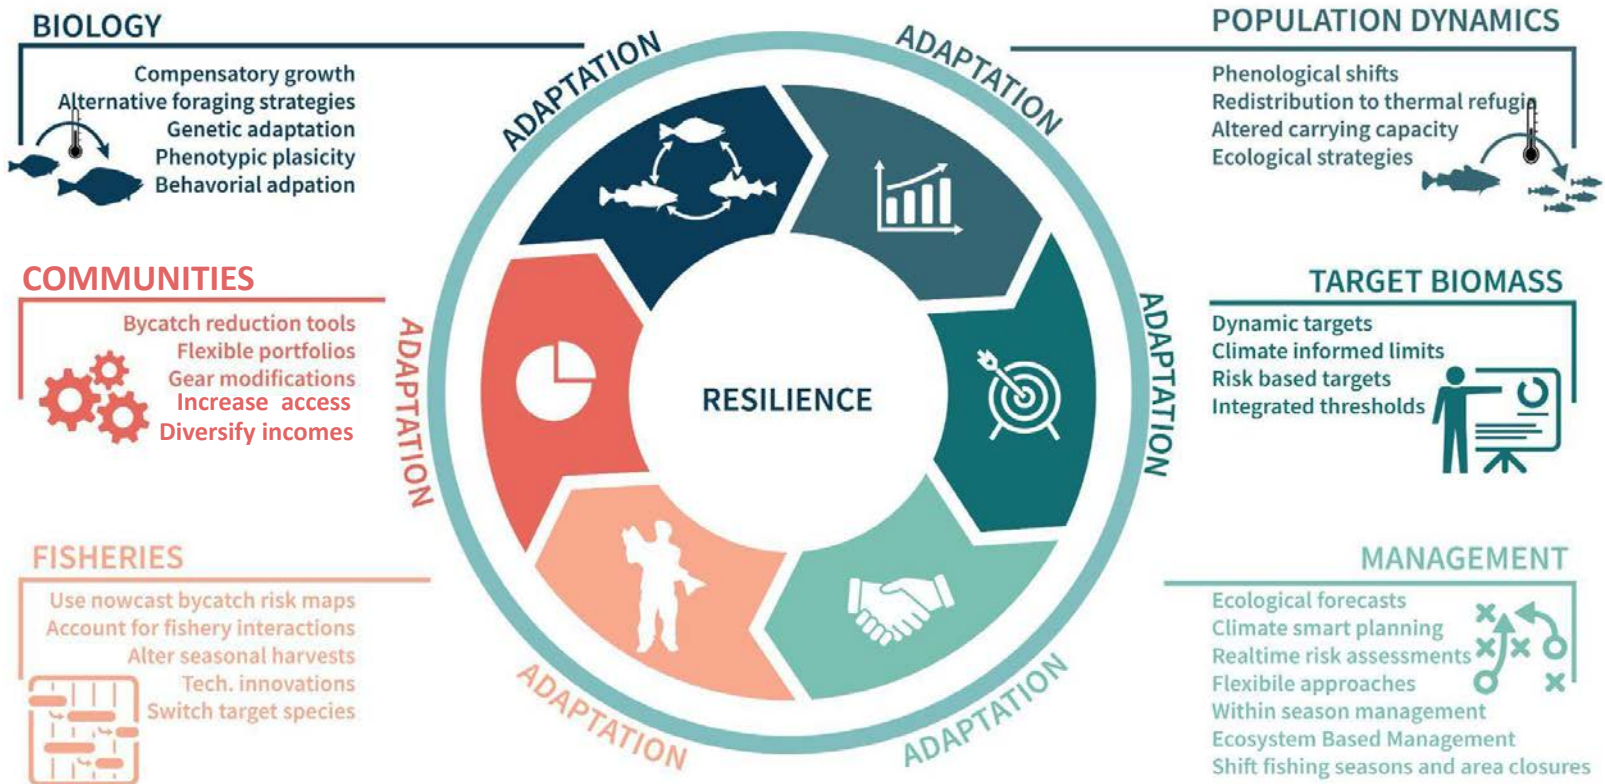 BIOLOGY
Compensatory growth
Alternative foraging strategies
Genetic adaptation
Phenotypic plasicity
Behavorial adpation
COMMUNITIES
Bycatch reduction tools
Flexible portfolios
Gear modifications
Increase access
Diversify incomes
FISHERIES
Use nowcast bycatch risk maps
Account for fishery interactions
Alter seasonal harvests
Tech. innovations
Switch target species
ADAPTATION
ADAPTATION
ADAPTATION
ADAPTATION
ADAPTATION
ADAPTATION
RESILIENCE
POPULATION DYNAMICS
Phenological shifts
Redistribution to thermal refugia
Altered carrying capacity
Ecological strategies
TARGET BIOMASS
Dynamic targets
Climate informed limits
Risk based targets
Integrated thresholds
MANAGEMENT
Ecological forecasts
Climate smart planning
Realtime risk assessments
Flexibile approaches
Within season management
Ecosystem Based Management
Shift fishing seasons and area closures